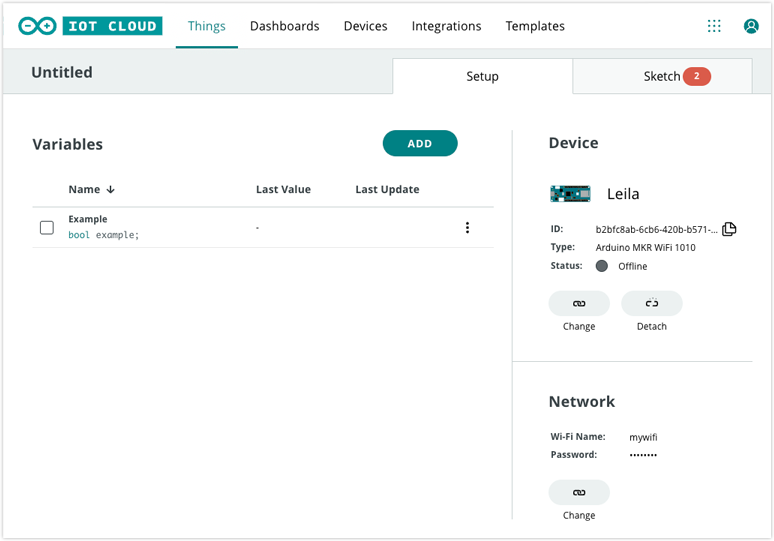 IOT CLOUD Things Dashboards Devices Integrations Templates
Untitled Setup Sketch 2
Variables ADD
Name ↓ Last Value Last Update
Example
bool example; -
Device
Leila
ID: b2bfc8ab-6cb6-420b-b571-...
Type: Arduino MKR WiFi 1010
Status: Offline
Change Detach
Network
Wi-Fi Name: mywifi
Password: ••••••••
Change